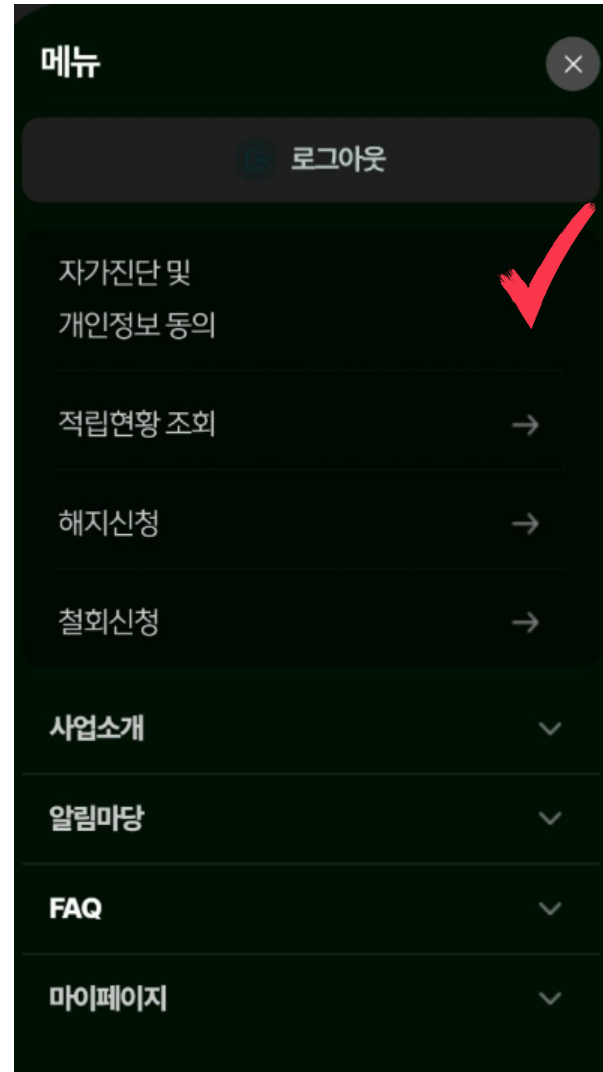 메뉴
로그아웃
자가진단 및
개인정보 동의
적립현황 조회
해지신청
철회신청
사업소개
알림마당
FAQ
마이페이지